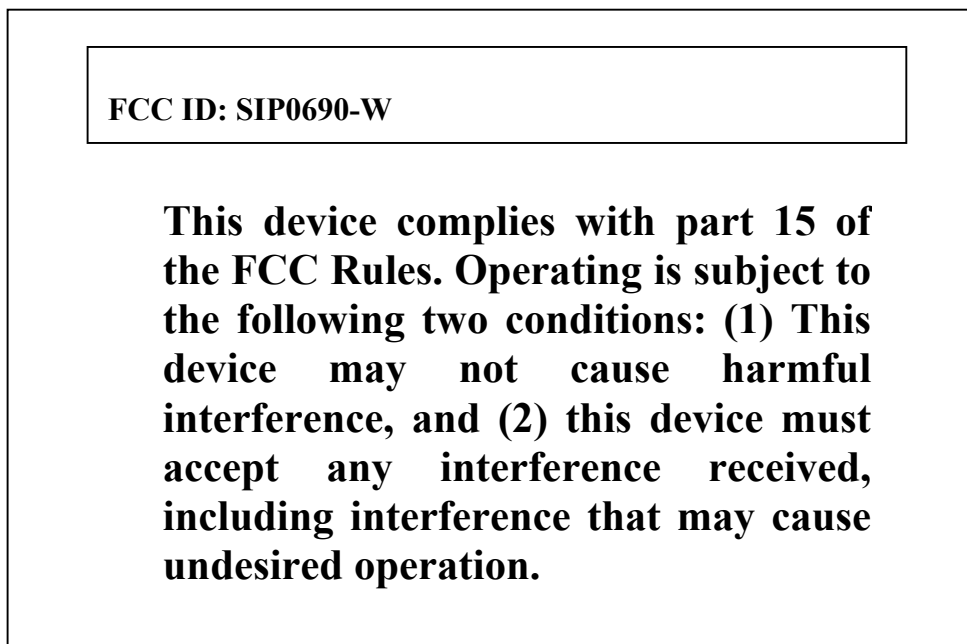 FCC ID: SIP0690-W
This device complies with part 15 of
the FCC Rules. Operating is subject to
the following two conditions: (1) This
device may not cause harmful
interference, and (2) this device must
accept any interference received,
including interference that may cause
undesired operation.